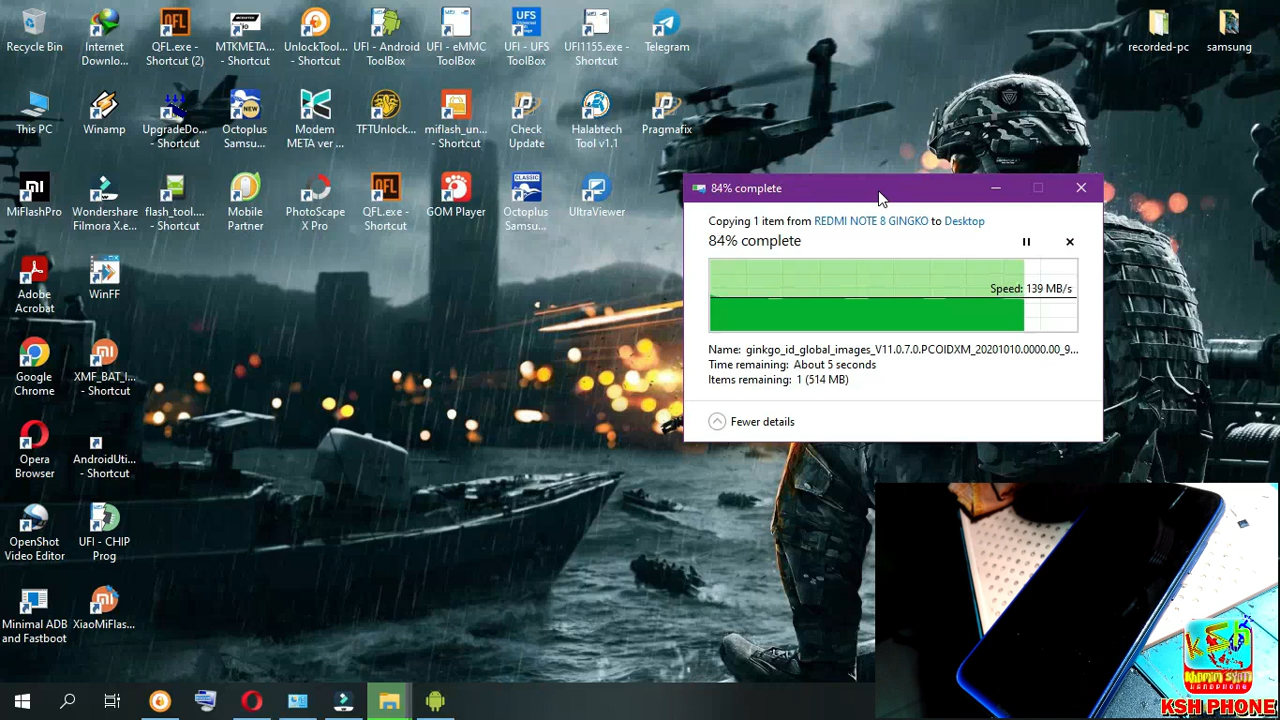 Recycle Bin
Internet
Downlo...
QFL.exe -
Shortcut (2)
MTKMETA...
- Shortcut
UnlockTool...
- Shortcut
UFI - Android
ToolBox
UFI - eMMC
ToolBox
UFS
UFI - UFS
ToolBox
UFI1155.exe -
Shortcut
Telegram
recorded-pc
samsung
This PC
Winamp
UpgradeDo...
- Shortcut
NEW
Octoplus
Samsu...
Modem
META ver ...
TFTUnlock...
miflash_un...
- Shortcut
Check
Update
Halabtech
Tool v1.1
Pragmafix
MiFlashPro
Wondershare
Filmora X.e...
flash_tool....
- Shortcut
Mobile
Partner
PhotoScape
X Pro
QFL
QFL.exe -
Shortcut
GOM Player
CLASSIC
Octoplus
Samsu...
UltraViewer
84% complete
Copying 1 item from REDMI NOTE 8 GINGKO to Desktop
84% complete
Speed: 139 MB/s
Name: ginkgo_id_global_images_V11.0.7.0.PCOIDXM_20201010.0000.00_9...
Time remaining: About 5 seconds
Items remaining: 1 (514 MB)
Fewer details
Adobe
Acrobat
WinFF
Google
Chrome
XMF_BAT_I...
- Shortcut
Opera
Browser
AndroidUti...
- Shortcut
OpenShot
Video Editor
UFI - CHIP
Prog
Minimal ADB
and Fastboot
XiaoMiFlas...
KSH
HANDPHONE
KSH PHONE